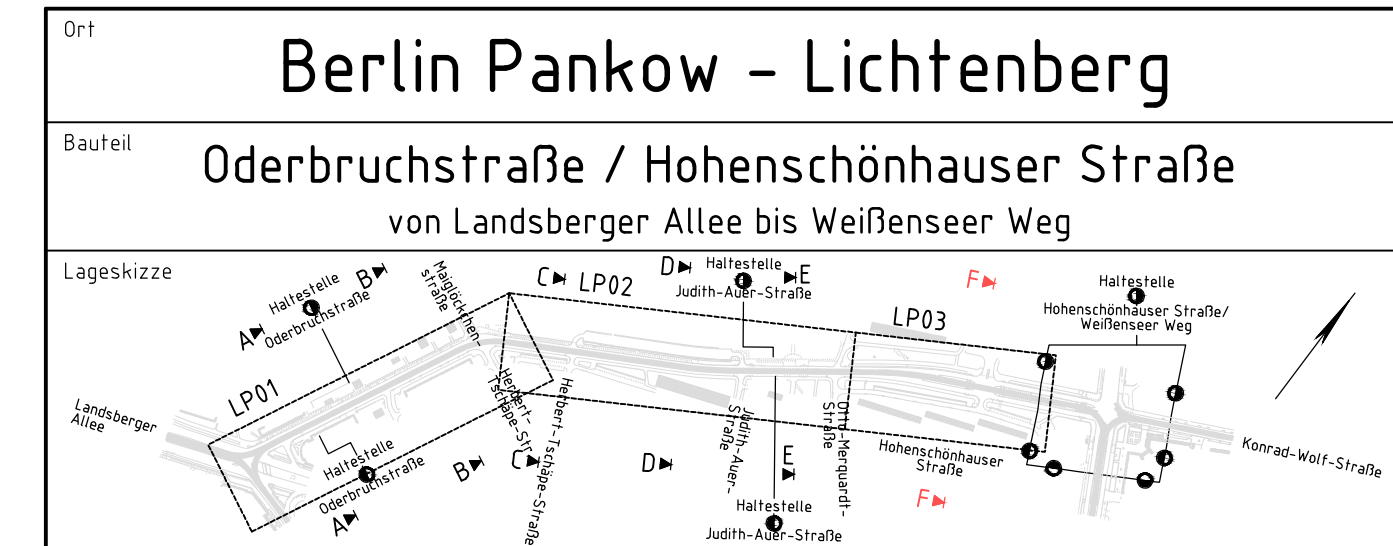 Ort
Berlin Pankow - Lichtenberg
Bauteil
Oderbruchstraße / Hohenschönhauser Straße
von Landsberger Allee bis Weißenseer Weg
Lageskizze
A
Haltestelle
Oderbruchstraße
B
Maiglöckchen-
straße
C
LP02
D
Haltestelle
Judith-Auer-Straße
E
F
LP03
Haltestelle
Hohenschönhauser Straße/
Weißenseer Weg
LP01
Landsberger
Allee
Haltestelle
Oderbruchstraße
A
B
Herbert-
Tschäpe-Str.
C
Herbert-Tschäpe-Straße
D
Judith-Auer-
Straße
E
Haltestelle
Judith-Auer-Straße
Otto-Merquardt-
Straße
Hohenschönhauser
Straße
F
Konrad-Wolf-Straße